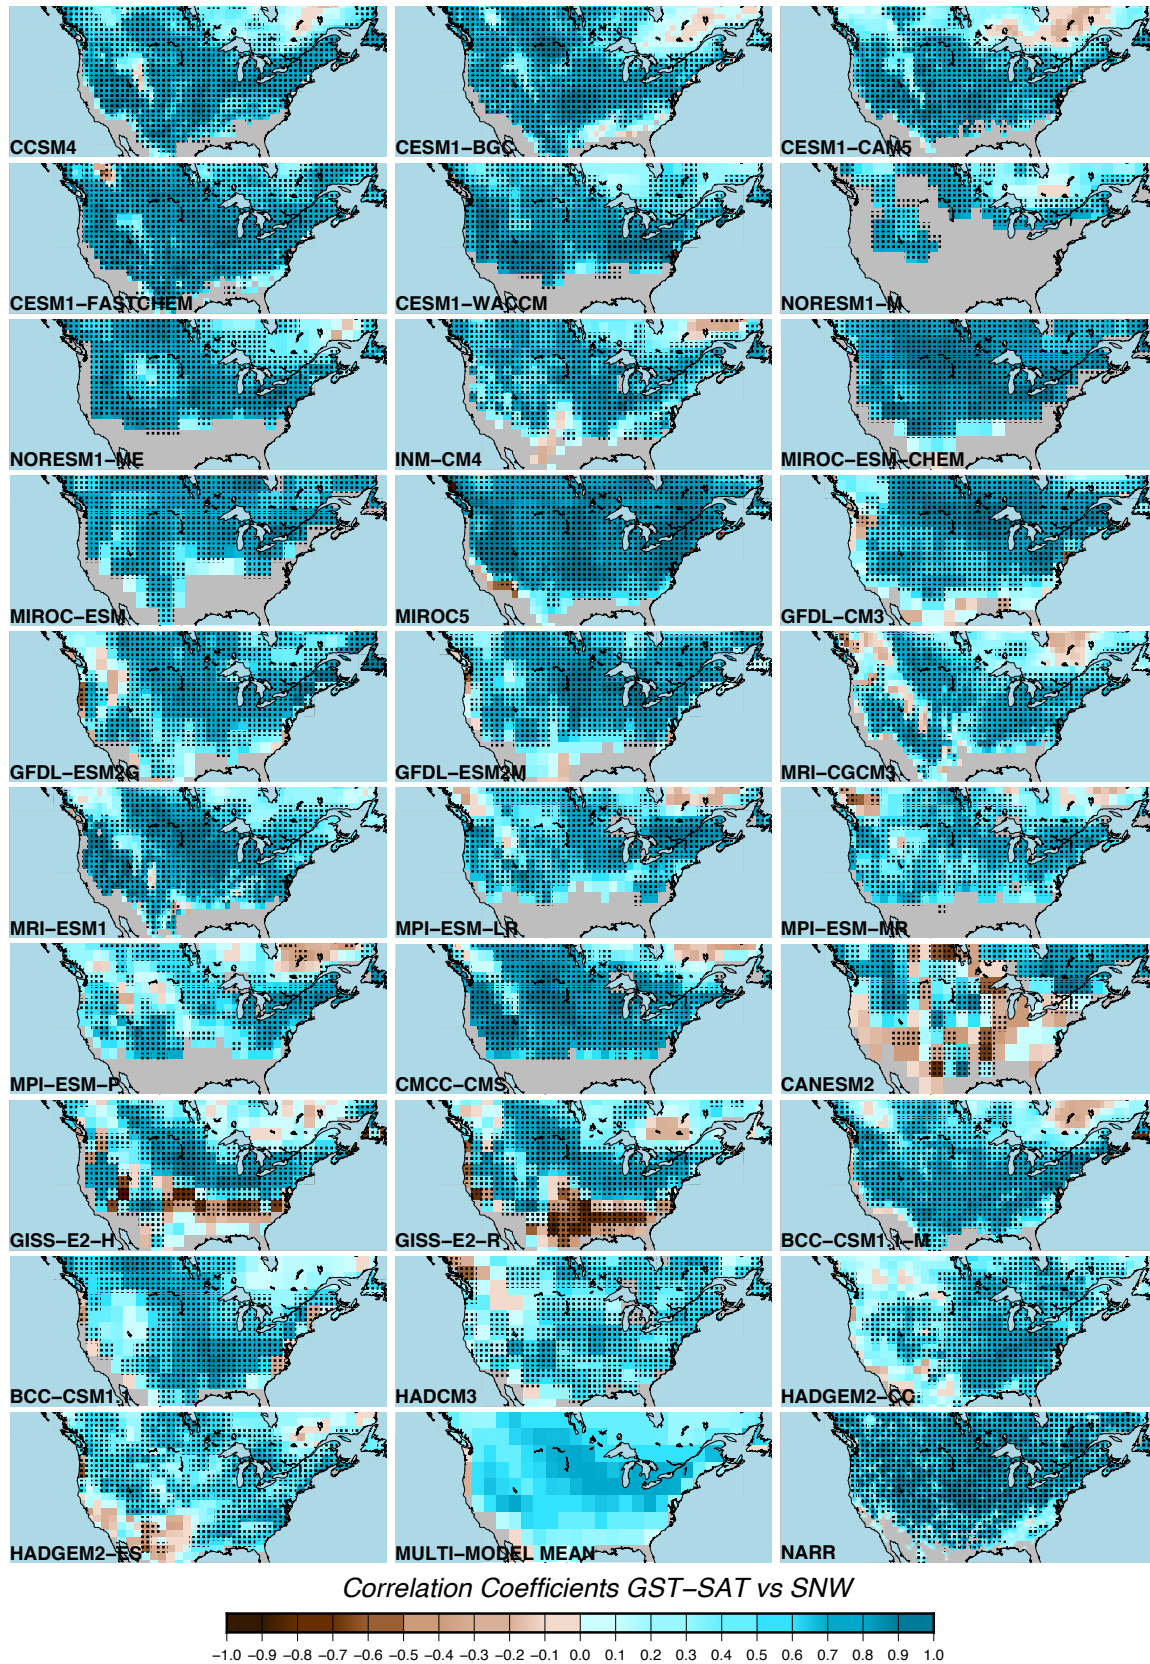 CCSM4
CESM1−BGC
CESM1−CAM5
CESM1−FASTCHEM
CESM1−WACCM
NORESM1−M
NORESM1−ME
INM−CM4
MIROC−ESM−CHEM
MIROC−ESM
MIROC5
GFDL−CM3
GFDL−ESM2G
GFDL−ESM2M
MRI−CGCM3
MRI−ESM1
MPI−ESM−LR
MPI−ESM−MR
MPI−ESM−P
CMCC−CMS
CANESM2
GISS−E2−H
GISS−E2−R
BCC−CSM1.1−M
BCC−CSM1.1
HADCM3
HADGEM2−CC
HADGEM2−ES
MULTI−MODEL MEAN
NARR
Correlation Coefficients GST−SAT vs SNW
−1.0 −0.9 −0.8 −0.7 −0.6 −0.5 −0.4 −0.3 −0.2 −0.1 0.0 0.1 0.2 0.3 0.4 0.5 0.6 0.7 0.8 0.9 1.0